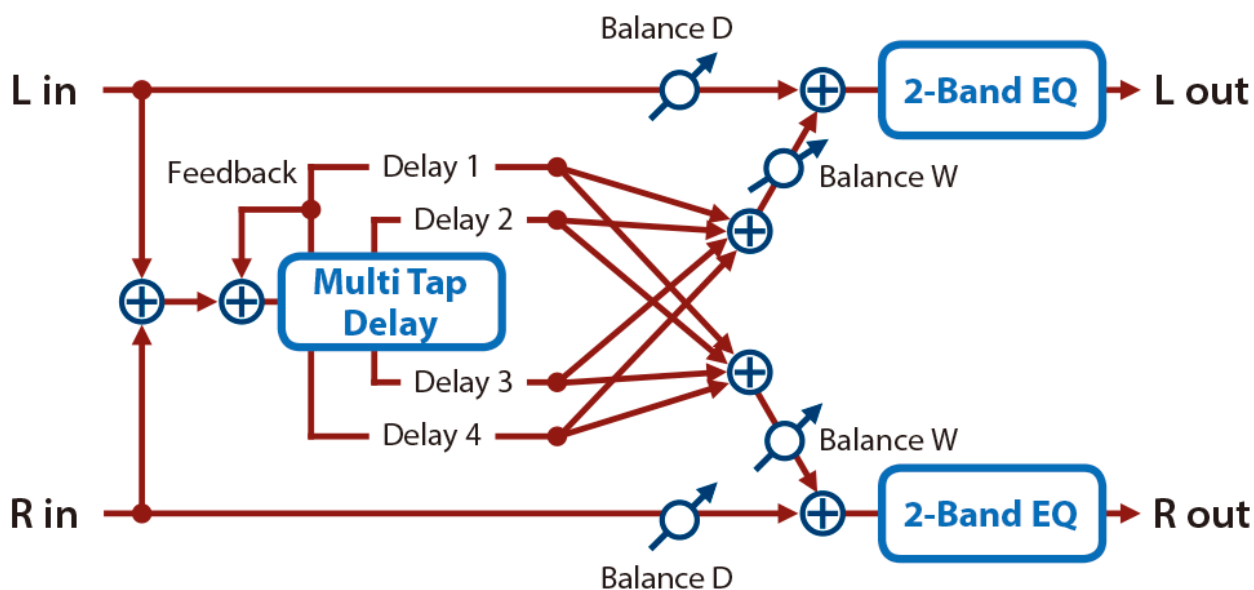 Balance D
L in
2-Band EQ
L out
Feedback
Delay 1
Balance W
Delay 2
Multi Tap
Delay
Delay 3
Delay 4
Balance W
R in
2-Band EQ
R out
Balance D